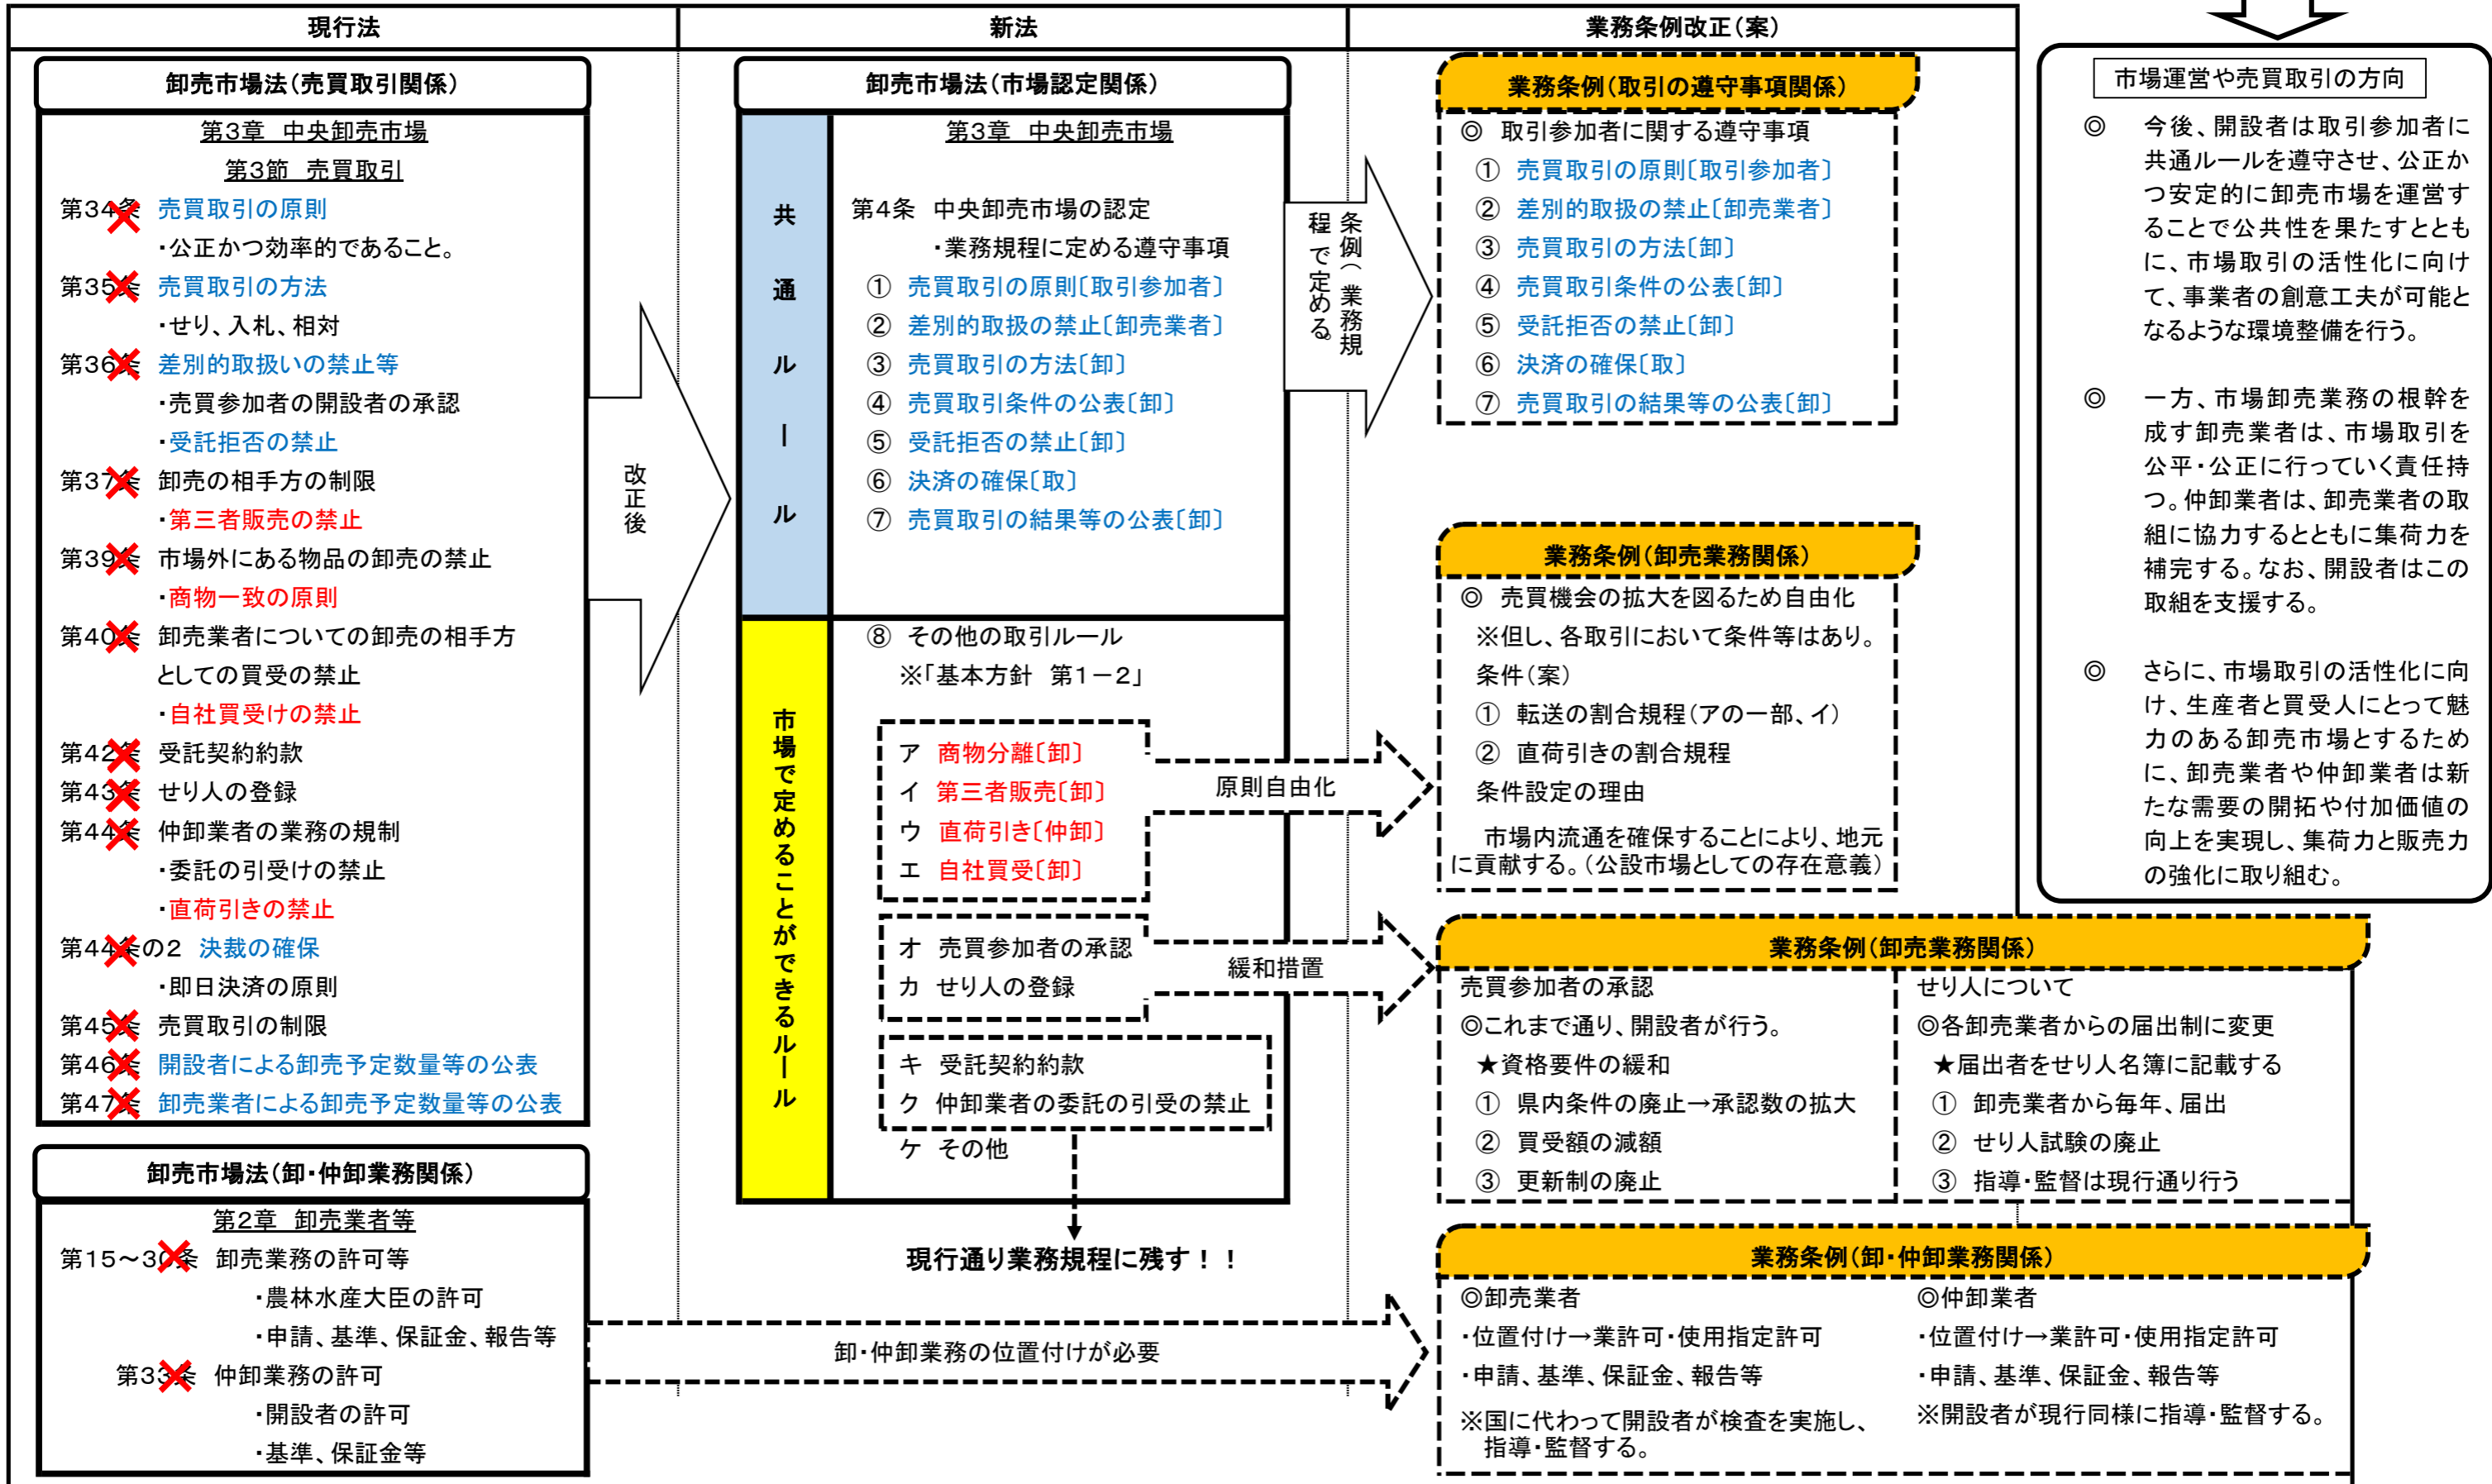 現行法
新法
業務条例改正(案)
卸売市場法(売買取引関係)
第3章 中央卸売市場
第3節 売買取引
第34条 売買取引の原則
・公正かつ効率的であること。
第35条 売買取引の方法
・せり、入札、相対
第36条 差別的取扱いの禁止等
・売買参加者の開設者の承認
・受託拒否の禁止
第37条 卸売の相手方の制限
・第三者販売の禁止
第39条 市場外にある物品の卸売の禁止
・商物一致の原則
第40条 卸売業者についての卸売の相手方
としての買受の禁止
・自社買受けの禁止
第42条 受託契約約款
第43条 せり人の登録
第44条 仲卸業者の業務の規制
・委託の引受けの禁止
・直荷引きの禁止
第44条の2 決裁の確保
・即日決済の原則
第45条 売買取引の制限
第46条 開設者による卸売予定数量等の公表
第47条 卸売業者による卸売予定数量等の公表
卸売市場法(卸・仲卸業務関係)
第2章 卸売業者等
第15~30条 卸売業務の許可等
・農林水産大臣の許可
・申請、基準、保証金、報告等
第33条 仲卸業務の許可
・開設者の許可
・基準、保証金等
改正後
卸売市場法(市場認定関係)
共通ルール
第3章 中央卸売市場
第4条 中央卸売市場の認定
・業務規程に定める遵守事項
① 売買取引の原則〔取引参加者〕
② 差別的取扱の禁止〔卸売業者〕
③ 売買取引の方法〔卸〕
④ 売買取引条件の公表〔卸〕
⑤ 受託拒否の禁止〔卸〕
⑥ 決済の確保〔取〕
⑦ 売買取引の結果等の公表〔卸〕
市場で定めることができるルール
⑧ その他の取引ルール
※「基本方針 第1-2」
ア 商物分離〔卸〕
イ 第三者販売〔卸〕
ウ 直荷引き〔仲卸〕
エ 自社買受〔卸〕
オ 売買参加者の承認
カ せり人の登録
キ 受託契約約款
ク 仲卸業者の委託の引受の禁止
ケ その他
現行通り業務規程に残す!!
条例(業務規
程)で定める。
原則自由化
緩和措置
卸・仲卸業務の位置付けが必要
業務条例(取引の遵守事項関係)
◎ 取引参加者に関する遵守事項
① 売買取引の原則〔取引参加者〕
② 差別的取扱の禁止〔卸売業者〕
③ 売買取引の方法〔卸〕
④ 売買取引条件の公表〔卸〕
⑤ 受託拒否の禁止〔卸〕
⑥ 決済の確保〔取〕
⑦ 売買取引の結果等の公表〔卸〕
業務条例(卸売業務関係)
◎ 売買機会の拡大を図るため自由化
※但し、各取引において条件等はあり。
条件(案)
① 転送の割合規程(アの一部、イ)
② 直荷引きの割合規程
条件設定の理由
市場内流通を確保することにより、地元
に貢献する。(公設市場としての存在意義)
業務条例(卸売業務関係)
売買参加者の承認
◎これまで通り、開設者が行う。
★資格要件の緩和
① 県内条件の廃止→承認数の拡大
② 買受額の減額
③ 更新制の廃止
せり人について
◎各卸売業者からの届出制に変更
★届出者をせり人名簿に記載する
① 卸売業者から毎年、届出
② せり人試験の廃止
③ 指導・監督は現行通り行う
業務条例(卸・仲卸業務関係)
◎卸売業者
・位置付け→業許可・使用指定許可
・申請、基準、保証金、報告等
※国に代わって開設者が検査を実施し、
指導・監督する。
◎仲卸業者
・位置付け→業許可・使用指定許可
・申請、基準、保証金、報告等
※開設者が現行同様に指導・監督する。
市場運営や売買取引の方向
◎ 今後、開設者は取引参加者に
共通ルールを遵守させ、公正か
つ安定的に卸売市場を運営す
ることで公共性を果たすととも
に、市場取引の活性化に向け
て、事業者の創意工夫が可能と
なるような環境整備を行う。
◎ 一方、市場卸売業務の根幹を
成す卸売業者は、市場取引を
公平・公正に行っていく責任持
つ。仲卸業者は、卸売業者の取
組に協力するとともに集荷力を
補完する。なお、開設者はこの
取組を支援する。
◎ さらに、市場取引の活性化に向
け、生産者と買受人にとって魅
力のある卸売市場とするため
に、卸売業者や仲卸業者は新
たな需要の開拓や付加価値の
向上を実現し、集荷力と販売力
の強化に取り組む。